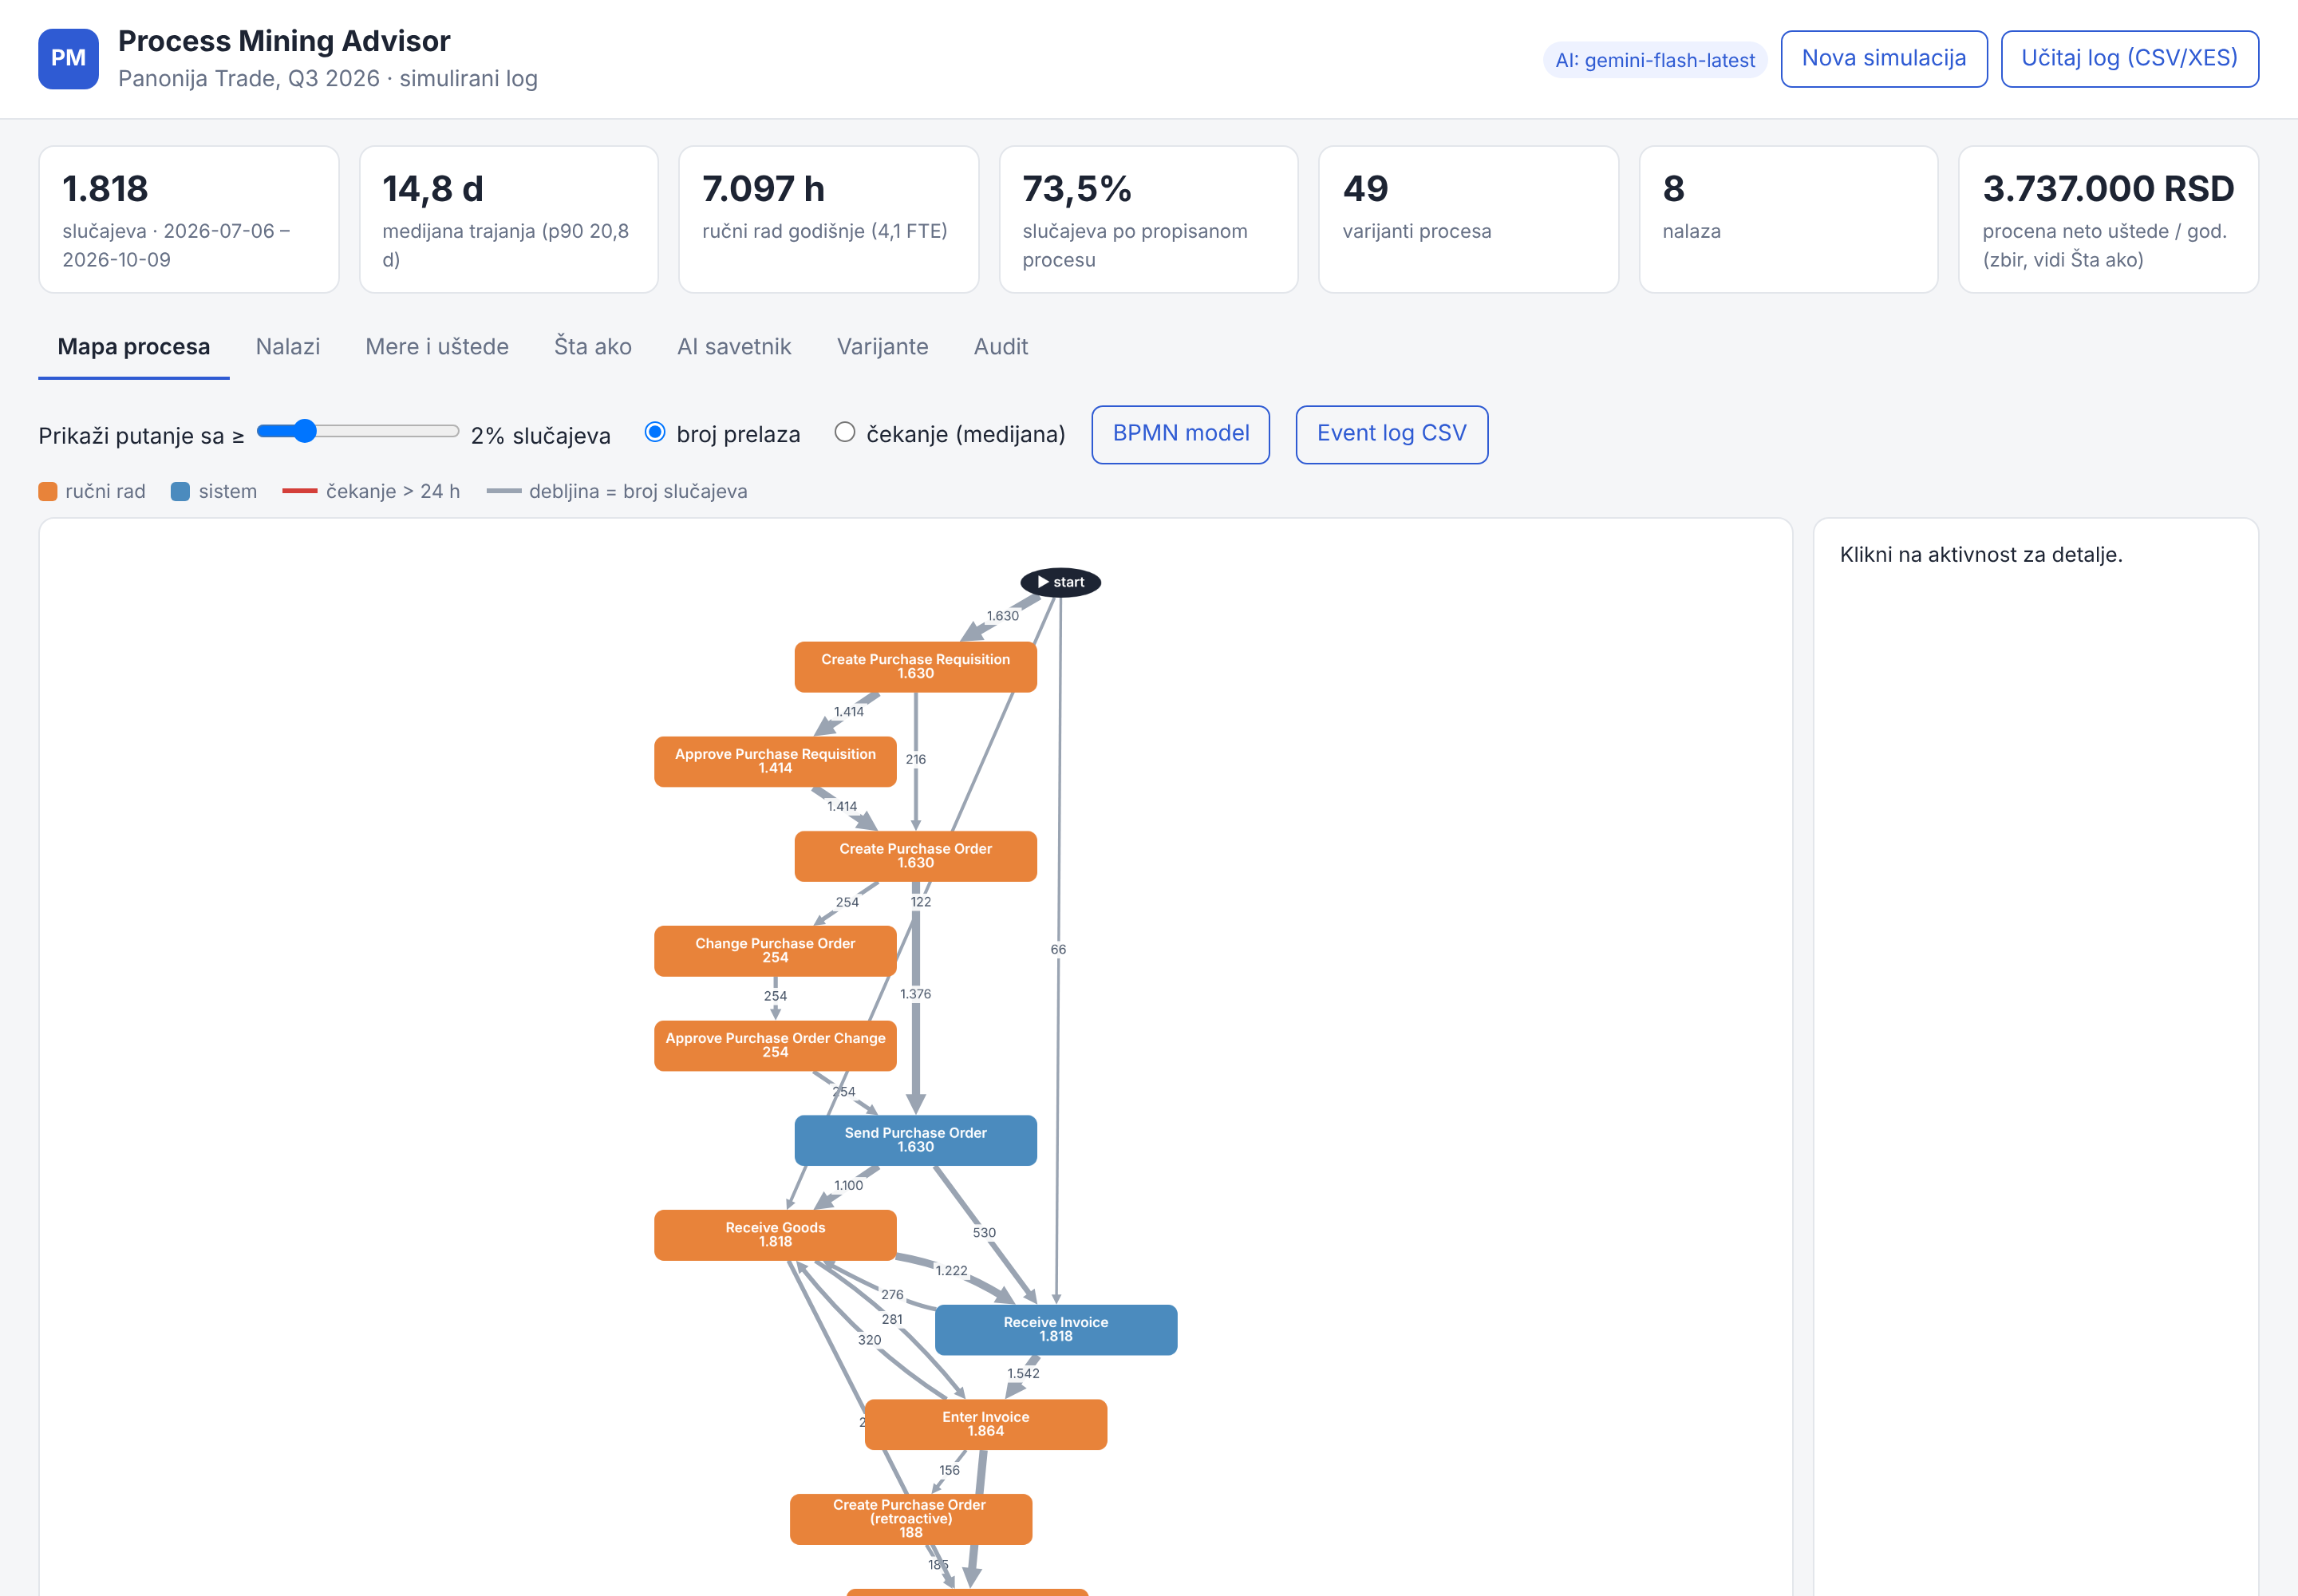 PM
Process Mining Advisor
Panonija Trade, Q3 2026 · simulirani log
AI: gemini-flash-latest
Nova simulacija
Učitaj log (CSV/XES)
1.818
slučajeva · 2026-07-06 –
2026-10-09
14,8 d
medijana trajanja (p90 20,8
d)
7.097 h
ručni rad godišnje (4,1 FTE)
73,5%
slučajeva po propisanom
procesu
49
varijanti procesa
8
nalaza
3.737.000 RSD
procena neto uštede / god.
(zbir, vidi Šta ako)
Mapa procesa
Nalazi
Mere i uštede
Šta ako
AI savetnik
Varijante
Audit
Prikaži putanje sa ≥
2% slučajeva
broj prelaza
čekanje (medijana)
BPMN model
Event log CSV
ručni rad
sistem
čekanje > 24 h
debljina = broj slučajeva
Klikni na aktivnost za detalje.
▶ start
1.630
Create Purchase Requisition
1.630
1.414
Approve Purchase Requisition
1.414
216
1.414
Create Purchase Order
1.630
254
122
Change Purchase Order
254
66
254
1.376
Approve Purchase Order Change
254
254
Send Purchase Order
1.630
1.100
Receive Goods
1.818
530
1.222
276
281
Receive Invoice
1.818
320
1.542
Enter Invoice
1.864
156
Create Purchase Order
(retroactive)
188